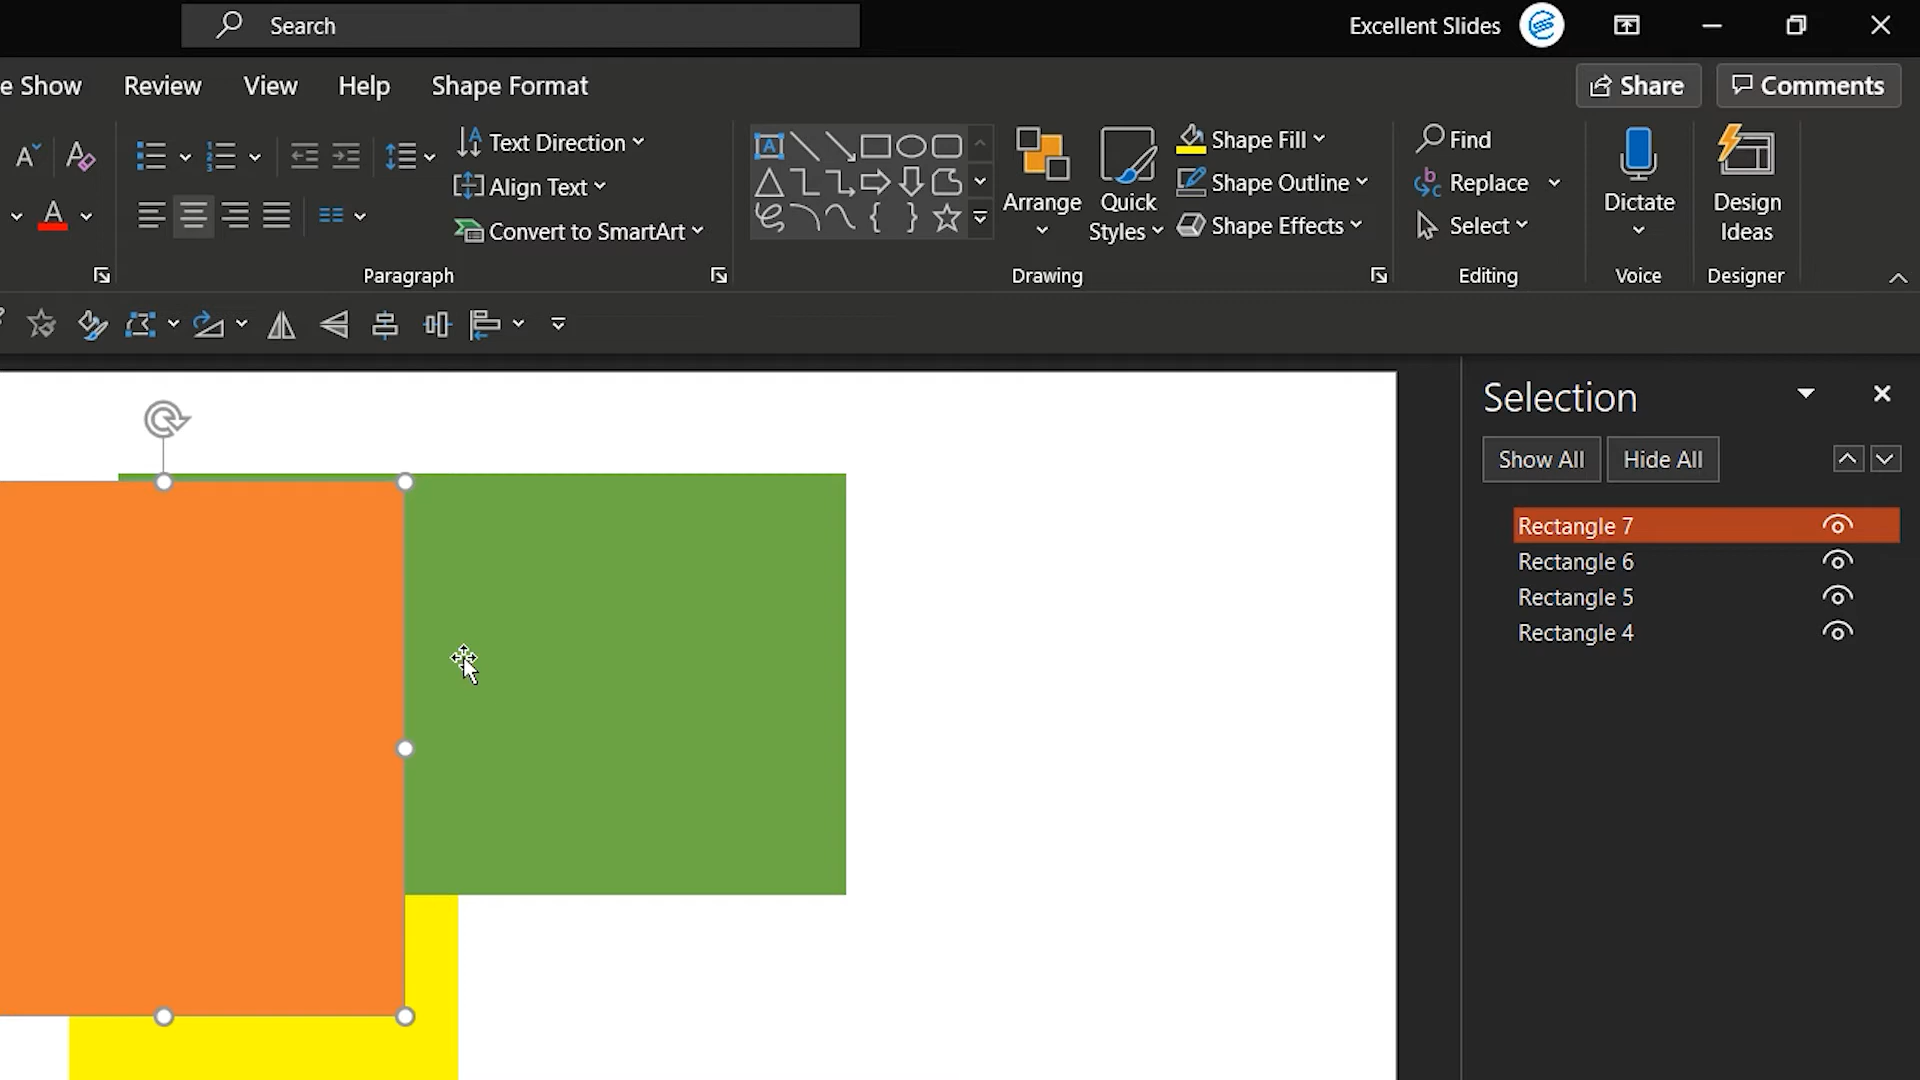 Search
Excellent Slides
e Show Review View Help Shape Format
Share Comments
Text Direction
Align Text
Convert to SmartArt
Paragraph
Arrange
Quick
Styles
Shape Fill
Shape Outline
Shape Effects
Drawing
Find
Replace
Select
Editing
Dictate
Voice
Design
Ideas
Designer
Selection
Show All Hide All
Rectangle 7
Rectangle 6
Rectangle 5
Rectangle 4